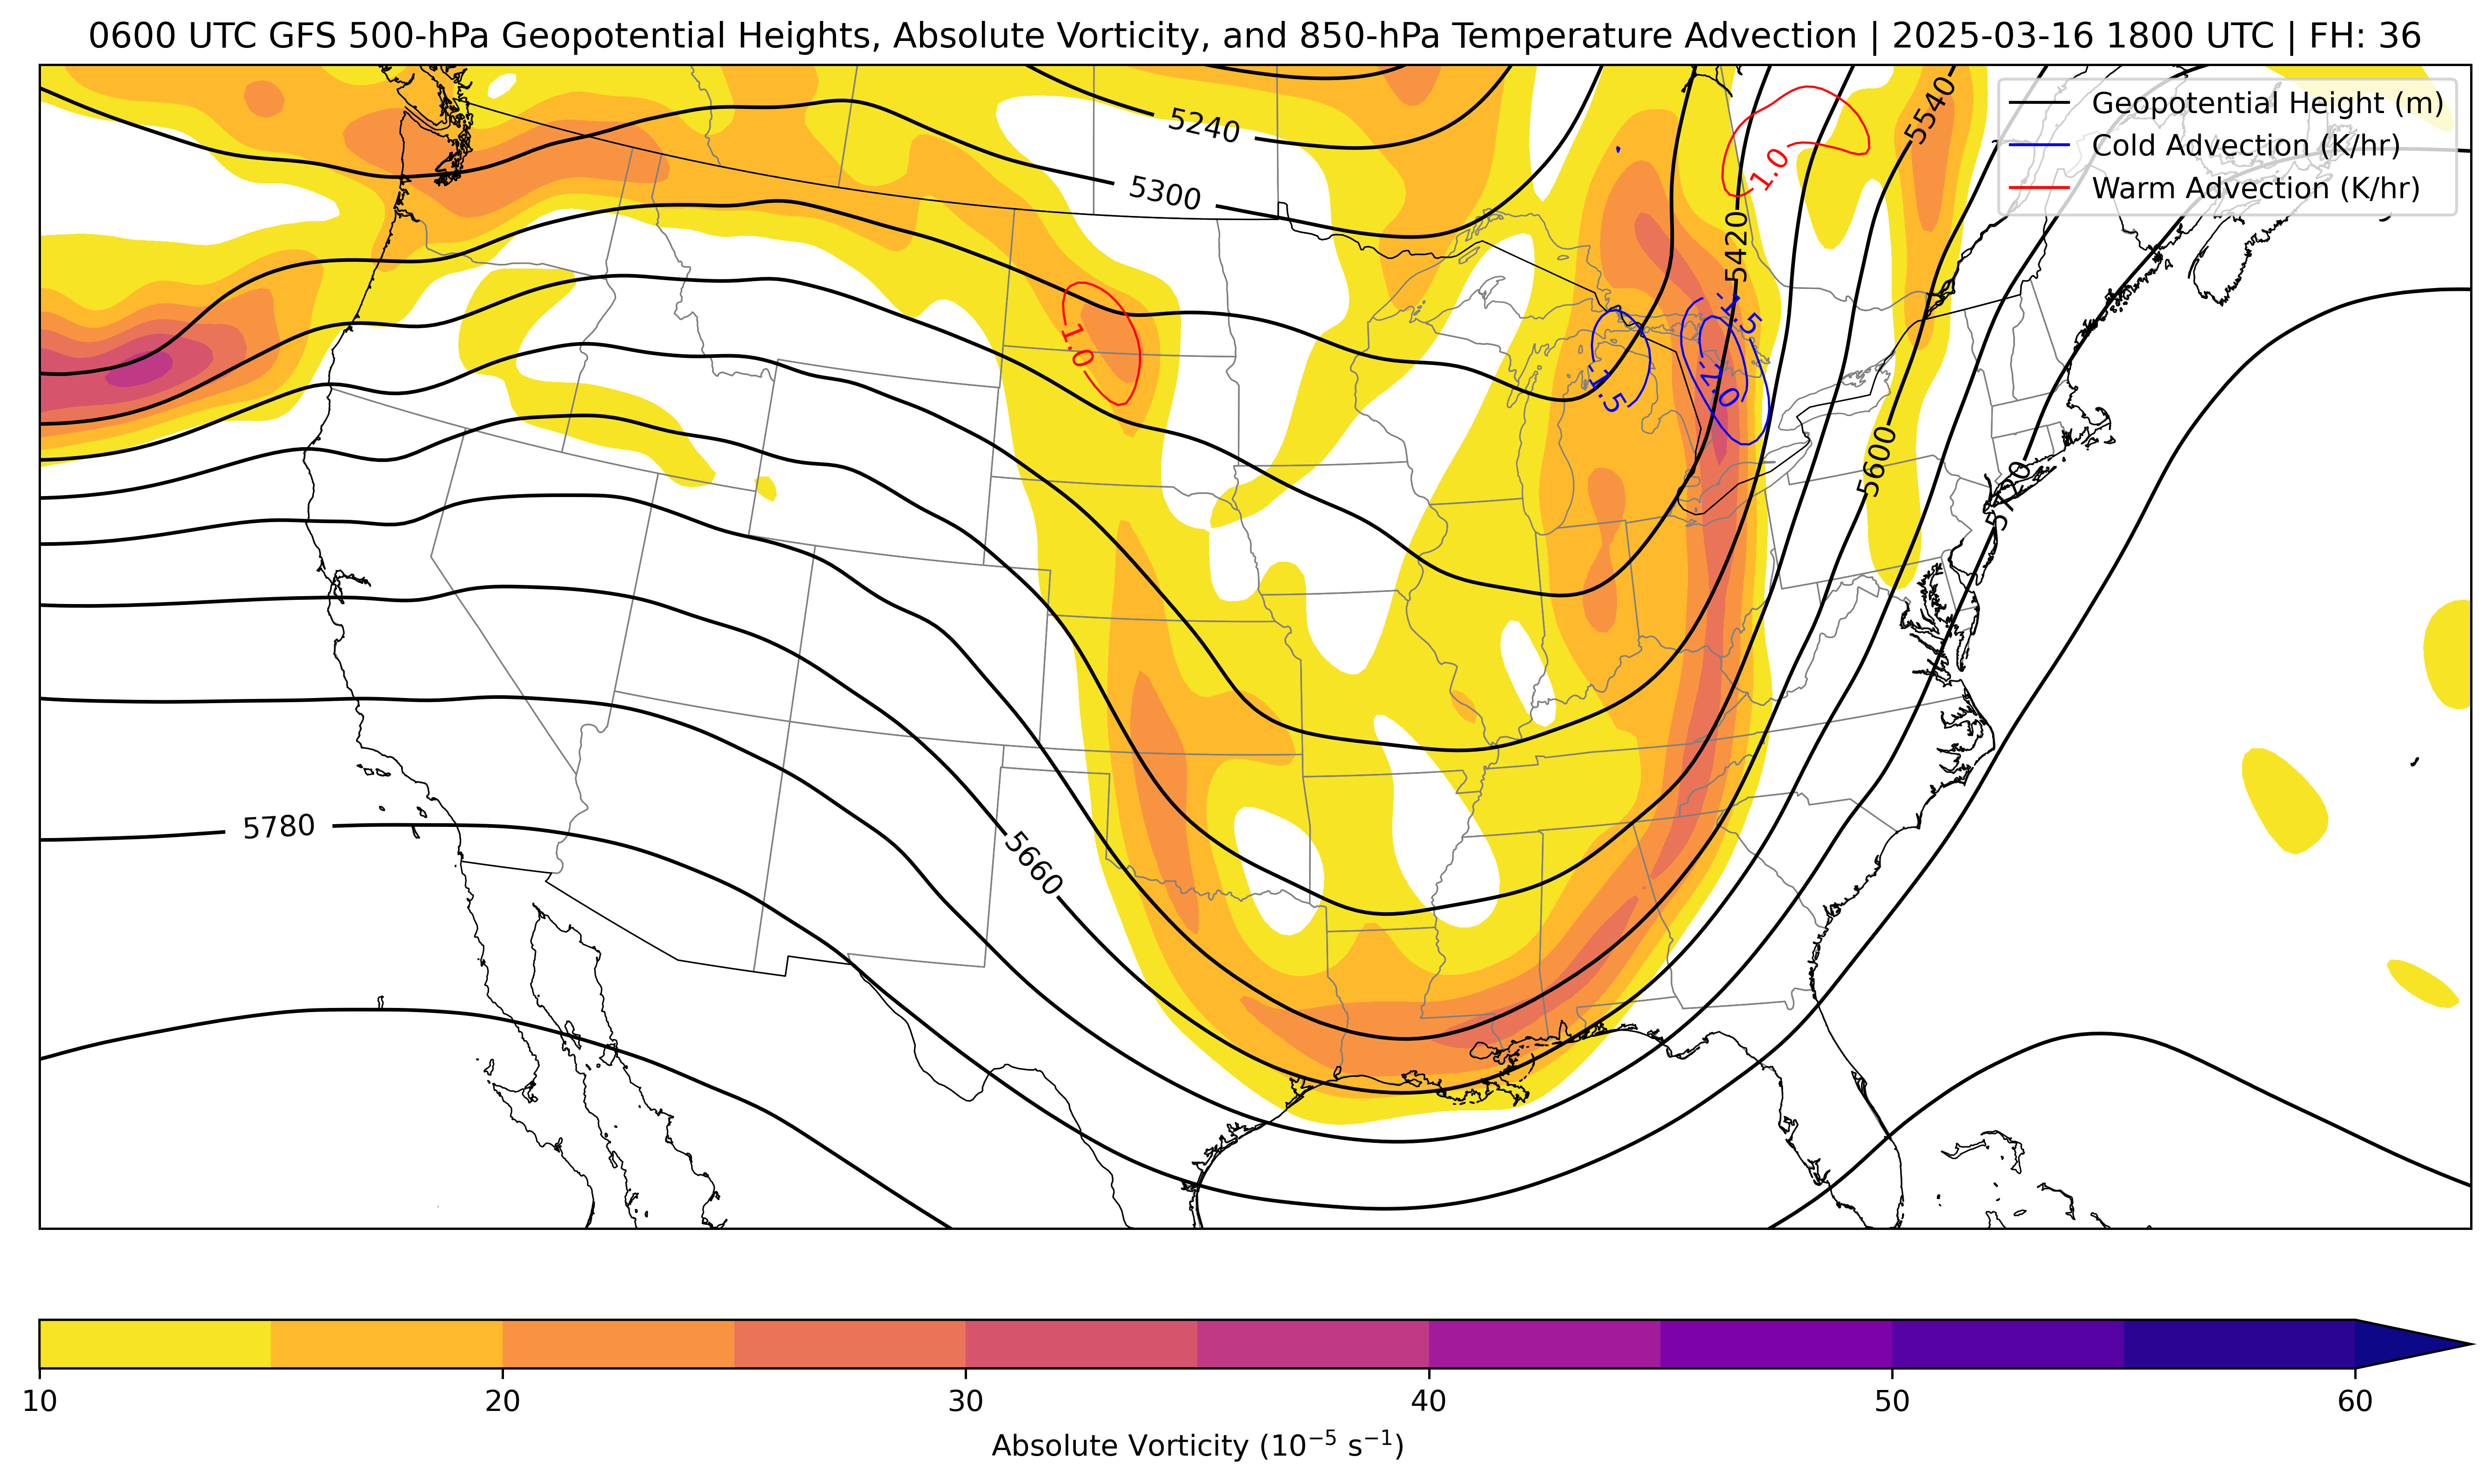 0600 UTC GFS 500-hPa Geopotential Heights, Absolute Vorticity, and 850-hPa Temperature Advection | 2025-03-16 1800 UTC | FH: 36
Geopotential Height (m)
Cold Advection (K/hr)
Warm Advection (K/hr)
5240
5300
5540
1.0
5420
1.0
-1.5
-1.5
-2.0
5600
5720
5780
5660
10 20 30 40 50 60
Absolute Vorticity (10⁻⁵ s⁻¹)